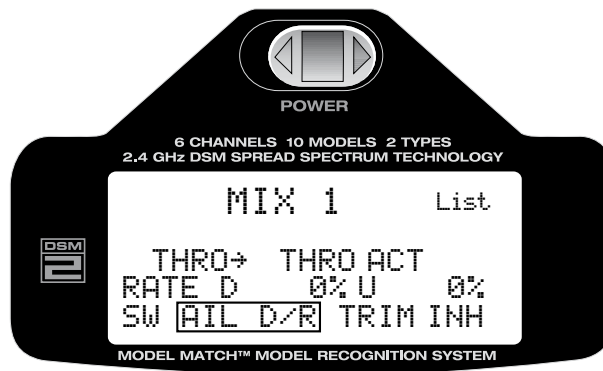 POWER
6 CHANNELS 10 MODELS 2 TYPES
2.4 GHz DSM SPREAD SPECTRUM TECHNOLOGY
MIX 1 List
DSM
2
THRO→ THRO ACT
RATE D 0% U 0%
SW AIL D/R TRIM INH
MODEL MATCH™ MODEL RECOGNITION SYSTEM